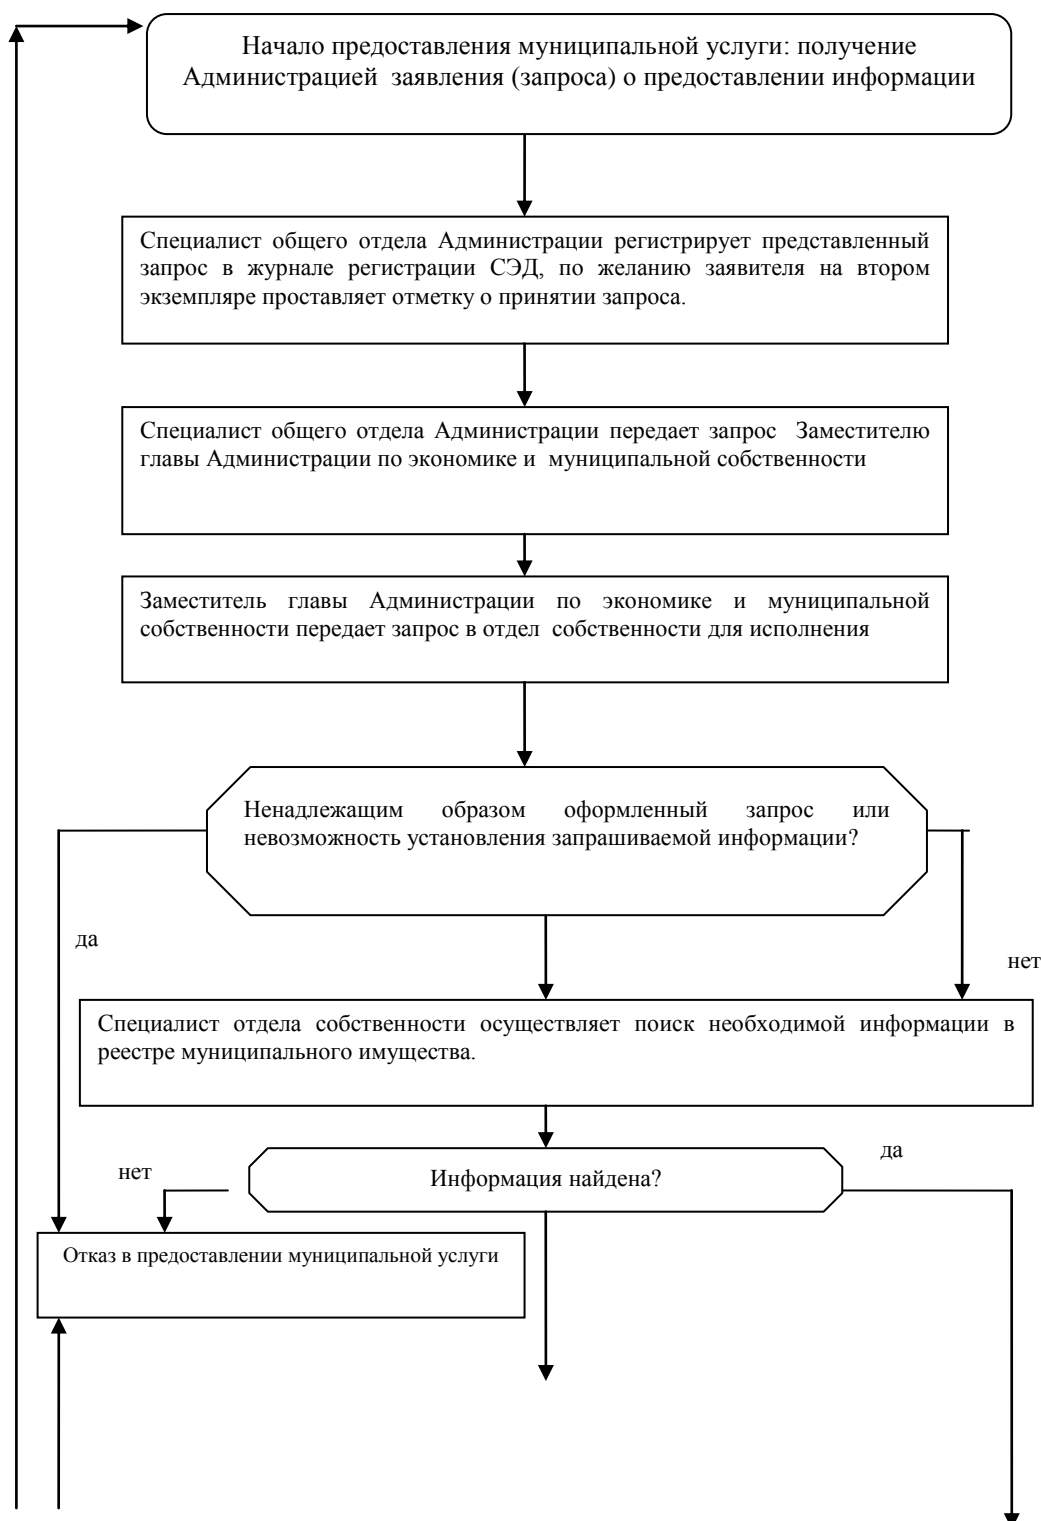 Начало предоставления муниципальной услуги: получение
Администрацией заявления (запроса) о предоставлении информации
Специалист общего отдела Администрации регистрирует представленный
запрос в журнале регистрации СЭД, по желанию заявителя на втором
экземпляре проставляет отметку о принятии запроса.
Специалист общего отдела Администрации передает запрос Заместителю
главы Администрации по экономике и муниципальной собственности
Заместитель главы Администрации по экономике и муниципальной
собственности передает запрос в отдел собственности для исполнения
Ненадлежащим образом оформленный запрос или
невозможность установления запрашиваемой информации?
да
нет
Специалист отдела собственности осуществляет поиск необходимой информации в
реестре муниципального имущества.
да
нет
Информация найдена?
Отказ в предоставлении муниципальной услуги